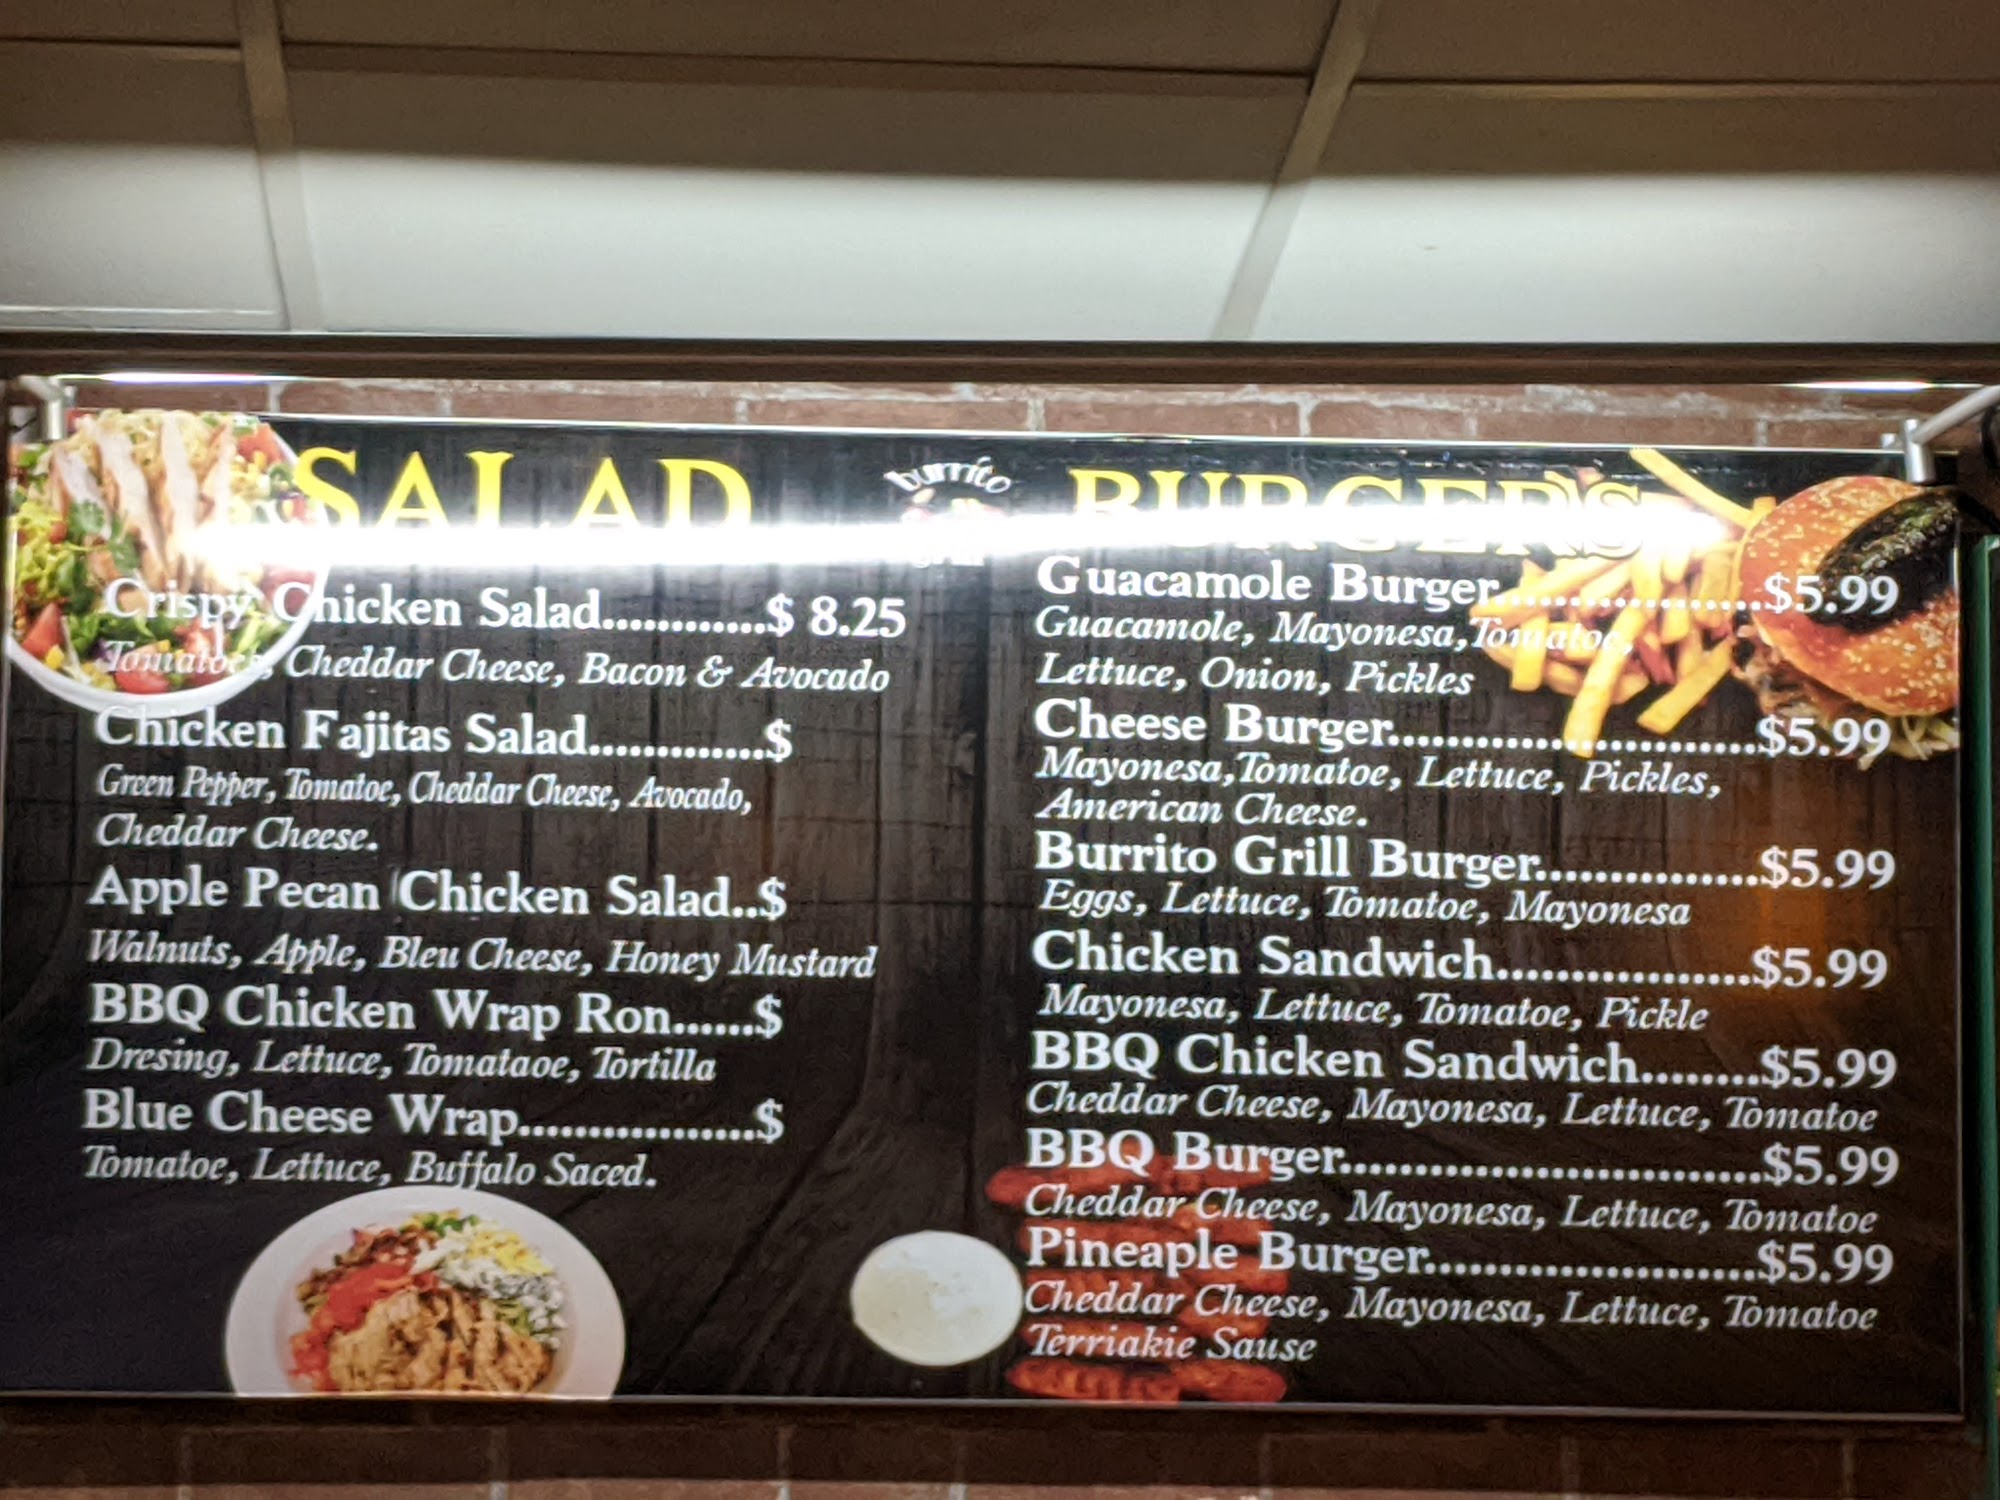 SALAD
Crispy Chicken Salad............$ 8.25
Tomatoes, Cheddar Cheese, Bacon & Avocado
Chicken Fajitas Salad.............$
Green Pepper, Tomatoe, Cheddar Cheese, Avocado,
Cheddar Cheese.
Apple Pecan Chicken Salad..$
Walnuts, Apple, Bleu Cheese, Honey Mustard
BBQ Chicken Wrap Ron......$
Dresing, Lettuce, Tomataoe, Tortilla
Blue Cheese Wrap..................$
Tomatoe, Lettuce, Buffalo Saced.
burrito
grill
BURGER'S
Guacamole Burger...................$5.99
Guacamole, Mayonesa,Tomatoe,
Lettuce, Onion, Pickles
Cheese Burger............................$5.99
Mayonesa,Tomatoe, Lettuce, Pickles,
American Cheese.
Burrito Grill Burger................$5.99
Eggs, Lettuce, Tomatoe, Mayonesa
Chicken Sandwich...................$5.99
Mayonesa, Lettuce, Tomatoe, Pickle
BBQ Chicken Sandwich.........$5.99
Cheddar Cheese, Mayonesa, Lettuce, Tomatoe
BBQ Burger................................$5.99
Cheddar Cheese, Mayonesa, Lettuce, Tomatoe
Pineaple Burger.........................$5.99
Cheddar Cheese, Mayonesa, Lettuce, Tomatoe
Terriakie Sause